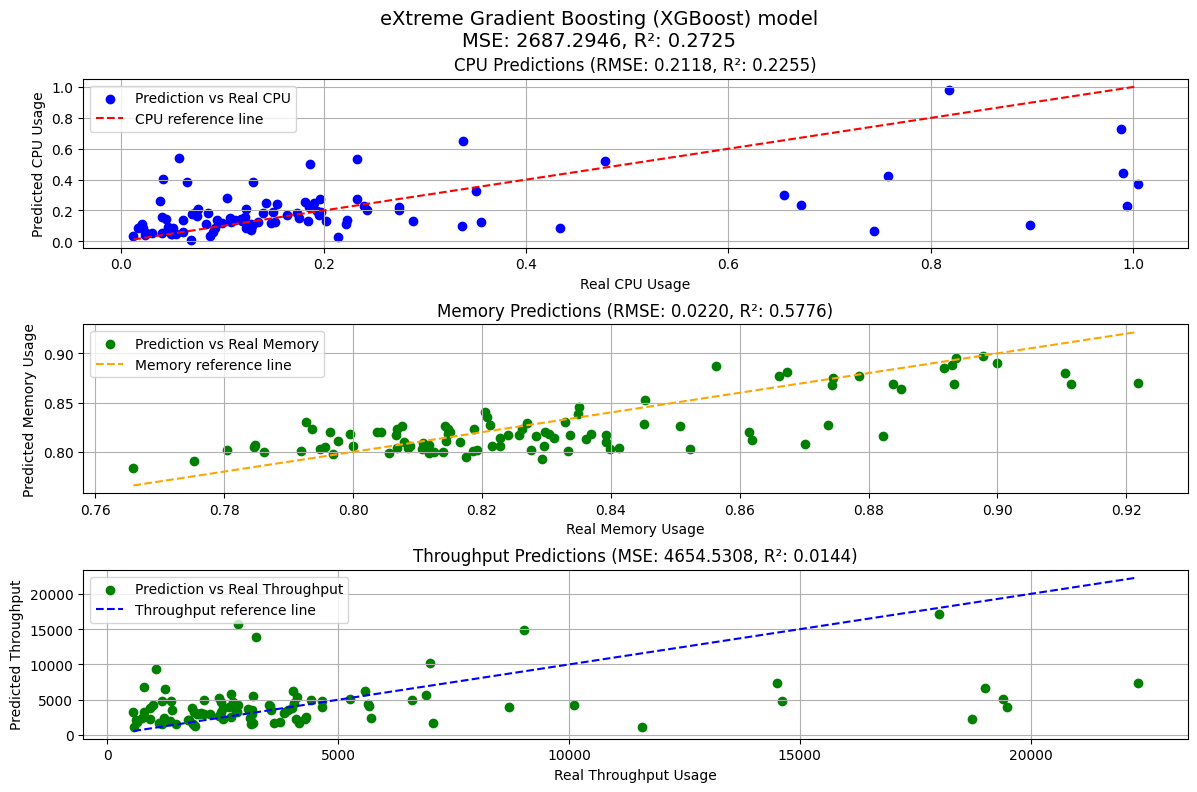 eXtreme Gradient Boosting (XGBoost) model
MSE: 2687.2946, R²: 0.2725
CPU Predictions (RMSE: 0.2118, R²: 0.2255)
Predicted CPU Usage
1.0
0.8
0.6
0.4
0.2
0.0
Prediction vs Real CPU
CPU reference line
0.0 0.2 0.4 0.6 0.8 1.0
Real CPU Usage
Memory Predictions (RMSE: 0.0220, R²: 0.5776)
Predicted Memory Usage
0.90
0.85
0.80
Prediction vs Real Memory
Memory reference line
0.76 0.78 0.80 0.82 0.84 0.86 0.88 0.90 0.92
Real Memory Usage
Throughput Predictions (MSE: 4654.5308, R²: 0.0144)
Predicted Throughput
20000
15000
10000
5000
0
Prediction vs Real Throughput
Throughput reference line
0 5000 10000 15000 20000
Real Throughput Usage